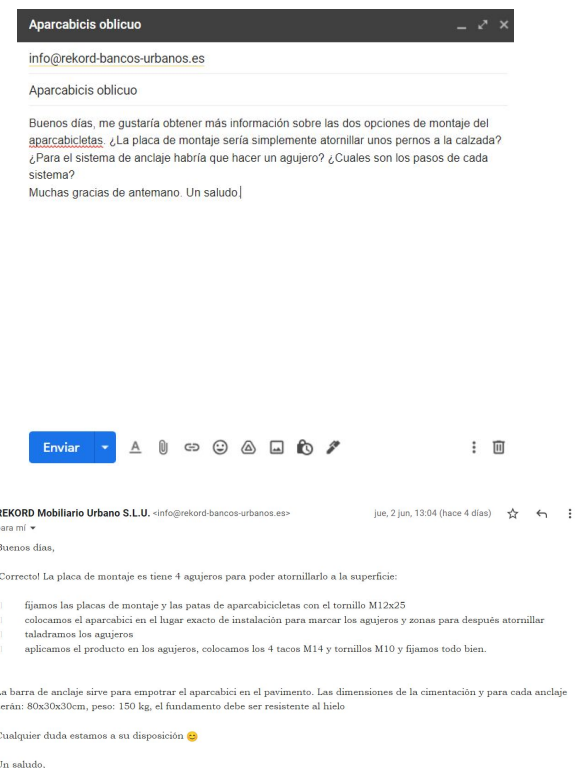 Aparcabicis oblicuo
info@rekord-bancos-urbanos.es
Aparcabicis oblicuo
Buenos días, me gustaría obtener más información sobre las dos opciones de montaje del
aparcabicicletas. ¿La placa de montaje sería simplemente atornillar unos pernos a la calzada?
¿Para el sistema de anclaje habría que hacer un agujero? ¿Cuales son los pasos de cada
sistema?
Muchas gracias de antemano. Un saludo.
Enviar
REKORD Mobiliario Urbano S.L.U. <info@rekord-bancos-urbanos.es> jue, 2 jun, 13:04 (hace 4 días)
para mí
Buenos dias,
¡Correcto! La placa de montaje es tiene 4 agujeros para poder atornillarlo a la superficie:
fijamos las placas de montaje y las patas de aparcabicicletas con el tornillo M12x25
colocamos el aparcabici en el lugar exacto de instalación para marcar los agujeros y zonas para después atornillar
taladramos los agujeros
aplicamos el producto en los agujeros, colocamos los 4 tacos M14 y tornillos M10 y fijamos todo bien.
La barra de anclaje sirve para empotrar el aparcabici en el pavimento. Las dimensiones de la cimentación y para cada anclaje
serán: 80x30x30cm, peso: 150 kg, el fundamento debe ser resistente al hielo
Cualquier duda estamos a su disposición 😊
Un saludo,